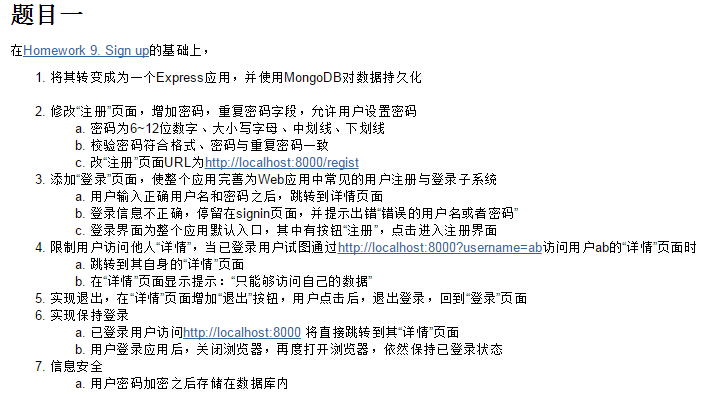 题目一
在Homework 9. Sign up的基础上，
1. 将其转变成为一个Express应用，并使用MongoDB对数据持久化
2. 修改“注册”页面，增加密码，重复密码字段，允许用户设置密码
a. 密码为6~12位数字、大小写字母、中划线、下划线
b. 校验密码符合格式、密码与重复密码一致
c. 改“注册”页面URL为http://localhost:8000/regist
3. 添加“登录”页面，使整个应用完善为Web应用中常见的用户注册与登录子系统
a. 用户输入正确用户名和密码之后，跳转到详情页面
b. 登录信息不正确，停留在signin页面，并提示出错“错误的用户名或者密码”
c. 登录界面为整个应用默认入口，其中有按钮“注册”，点击进入注册界面
4. 限制用户访问他人“详情”，当已登录用户试图通过http://localhost:8000?username=ab访问用户ab的“详情”页面时
a. 跳转到其自身的“详情”页面
b. 在“详情”页面显示提示：“只能够访问自己的数据”
5. 实现退出，在“详情”页面增加“退出”按钮，用户点击后，退出登录，回到“登录”页面
6. 实现保持登录
a. 已登录用户访问http://localhost:8000 将直接跳转到其“详情”页面
b. 用户登录应用后，关闭浏览器，再度打开浏览器，依然保持已登录状态
7. 信息安全
a. 用户密码加密之后存储在数据库内